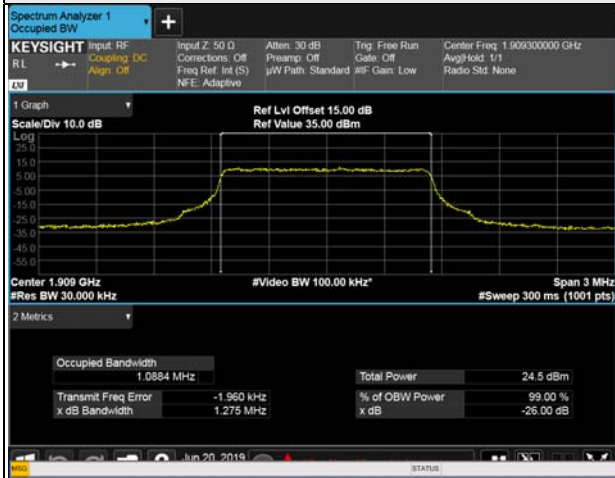 Spectrum Analyzer 1
Occupied BW
KEYSIGHT
RL
LXI
Input: RF
Coupling: DC
Align: Off
Input Z: 50 Ω
Corrections: Off
Freq Ref: Int (S)
NFE: Adaptive
Atten: 30 dB
Preamp: Off
µW Path: Standard
Trig: Free Run
Gate: Off
#IF Gain: Low
Center Freq: 1.909300000 GHz
Avg|Hold: 1/1
Radio Std: None
1 Graph
Scale/Div 10.0 dB
Ref Lvl Offset 15.00 dB
Ref Value 35.00 dBm
Log
25.0
15.0
5.00
-5.00
-15.0
-25.0
-35.0
-45.0
-55.0
Center 1.909 GHz
#Video BW 100.00 kHz*
Span 3 MHz
#Res BW 30.000 kHz
#Sweep 300 ms (1001 pts)
2 Metrics
Occupied Bandwidth
1.0884 MHz
Total Power 24.5 dBm
Transmit Freq Error -1.960 kHz
% of OBW Power 99.00 %
x dB Bandwidth 1.275 MHz
x dB -26.00 dB
Jun 20, 2019
MSG
STATUS